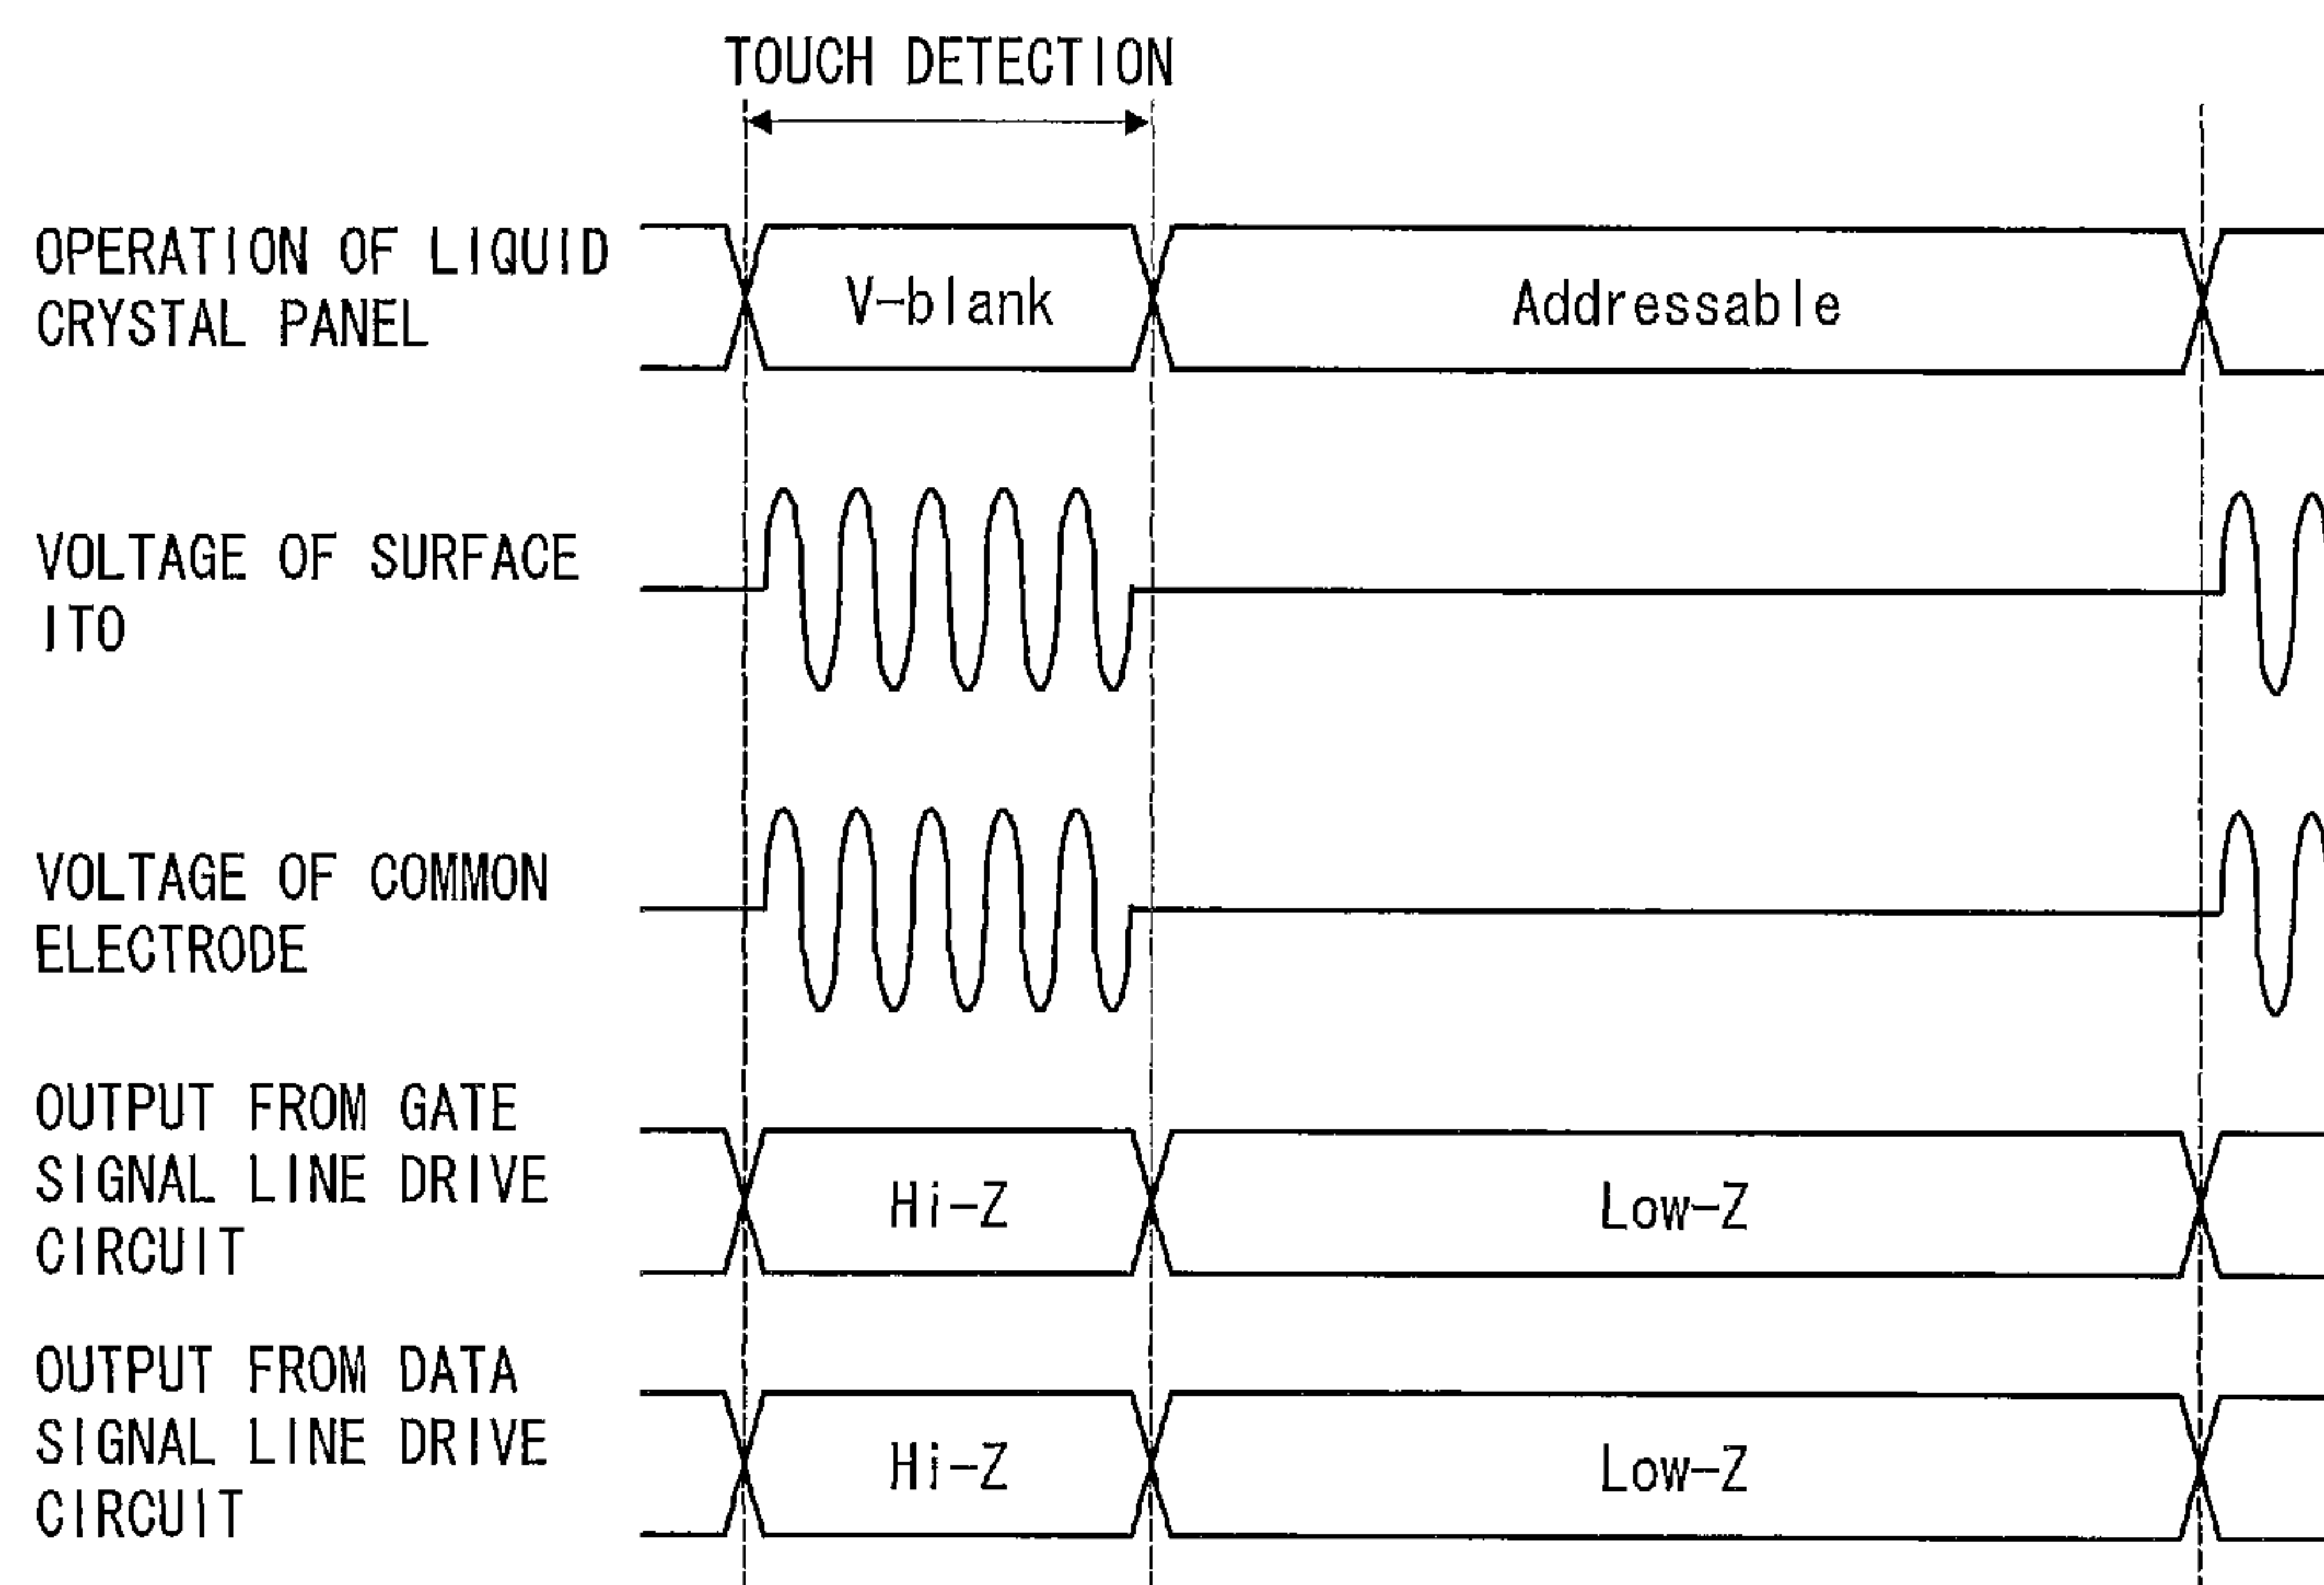 TOUCH DETECTION
OPERATION OF LIQUID
CRYSTAL PANEL
V-blank
Addressable
VOLTAGE OF SURFACE
ITO
VOLTAGE OF COMMON
ELECTRODE
OUTPUT FROM GATE
SIGNAL LINE DRIVE
CIRCUIT
Hi-Z
Low-Z
OUTPUT FROM DATA
SIGNAL LINE DRIVE
CIRCUIT
Hi-Z
Low-Z